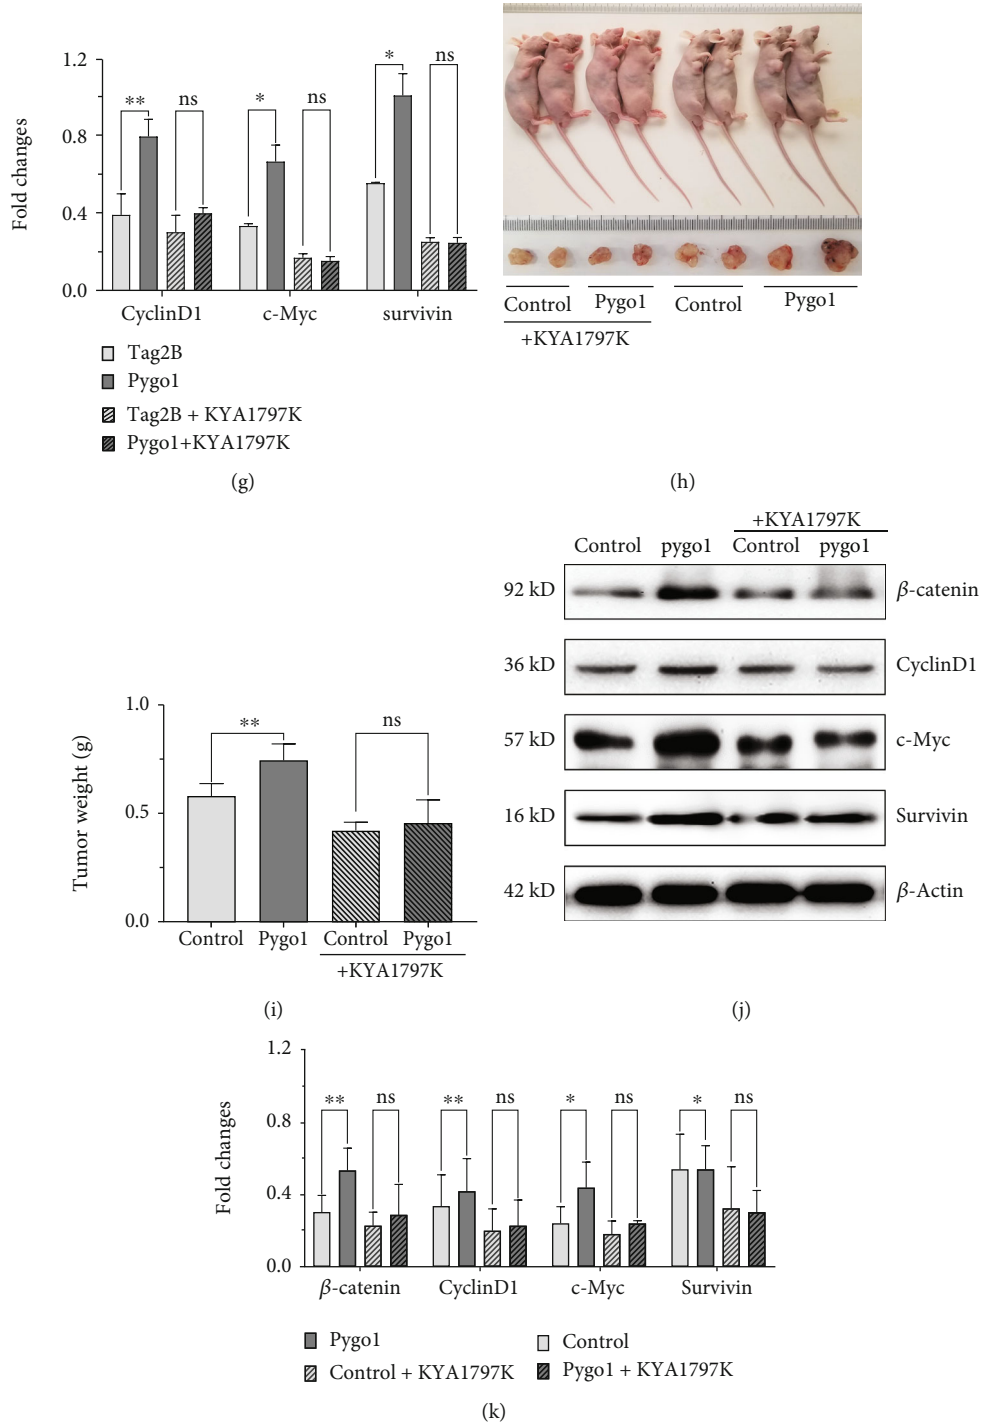 1.2
0.8
0.4
0.0
Fold changes
** ns * ns * ns
CyclinD1 c-Myc survivin
Tag2B
Pygo1
Tag2B + KYA1797K
Pygo1+KYA1797K
(g)
Control Pygo1 Control Pygo1
+KYA1797K
(h)
1.0
0.5
0.0
Tumor weight (g)
** ns
Control Pygo1 Control Pygo1
+KYA1797K
(i)
+KYA1797K
Control pygo1 Control pygo1
92 kD β-catenin
36 kD CyclinD1
57 kD c-Myc
16 kD Survivin
42 kD β-Actin
(j)
1.2
0.8
0.4
0.0
Fold changes
** ns ** ns * ns * ns
β-catenin CyclinD1 c-Myc Survivin
Pygo1 Control
Control + KYA1797K Pygo1 + KYA1797K
(k)